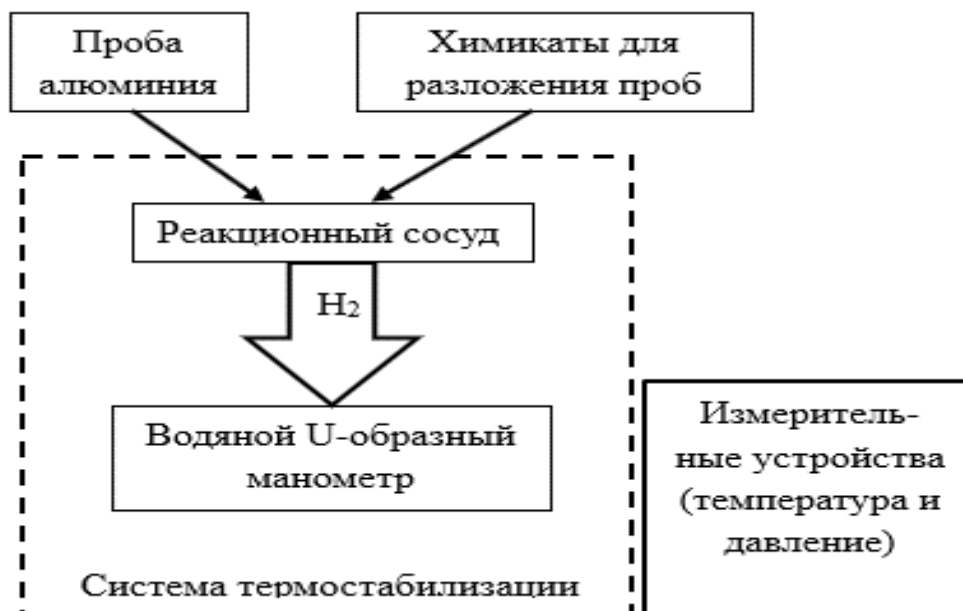 Проба
алюминия
Химикаты для
разложения проб
Реакционный сосуд
H₂
Водяной U-образный
манометр
Измеритель-
ные устройства
(температура и
давление)
Система термостабилизации